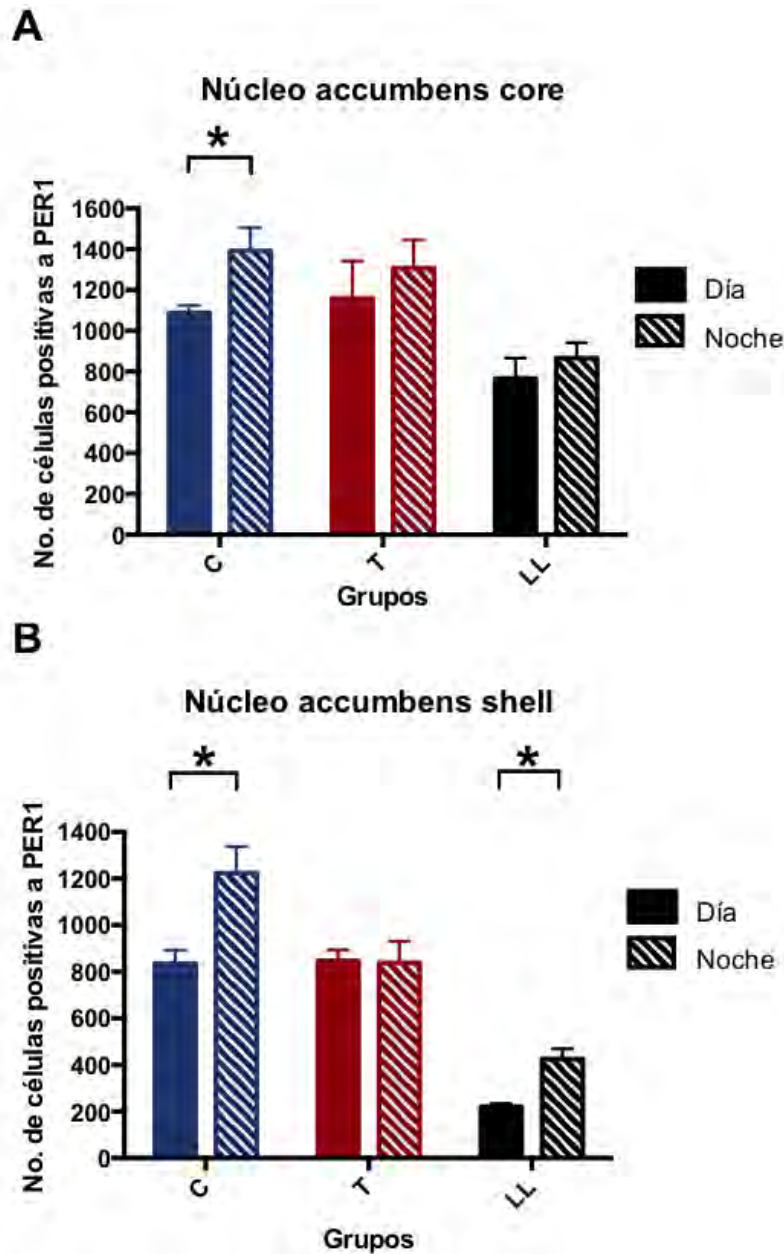 A
Núcleo accumbens core
*
No. de células positivas a PER1
1600
1400
1200
1000
800
600
400
200
0
C
T
LL
Grupos
Día
Noche
B
Núcleo accumbens shell
*
*
No. de células positivas a PER1
1400
1200
1000
800
600
400
200
0
C
T
LL
Grupos
Día
Noche